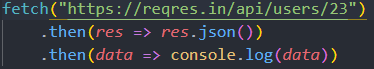 fetch("https://reqres.in/api/users/23")
    .then(res => res.json())
    .then(data => console.log(data))